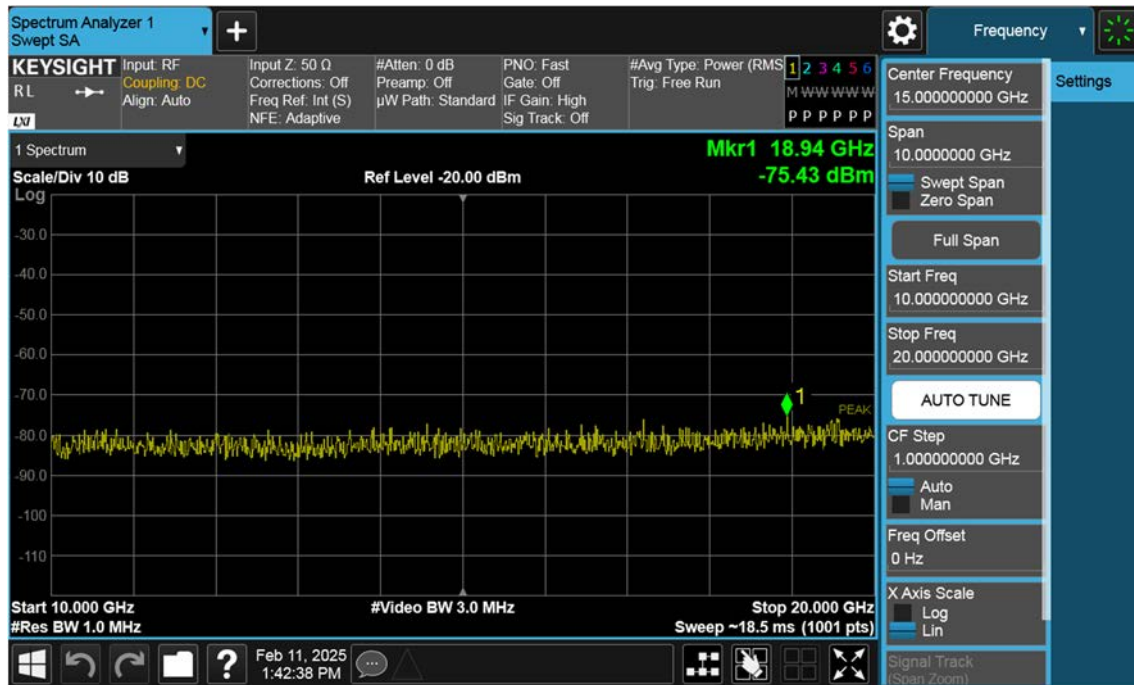 Spectrum Analyzer 1
Swept SA
Frequency
KEYSIGHT
RL
LXI
Input: RF
Coupling: DC
Align: Auto
Input Z: 50 Ω
Corrections: Off
Freq Ref: Int (S)
NFE: Adaptive
#Atten: 0 dB
Preamp: Off
µW Path: Standard
PNO: Fast
Gate: Off
IF Gain: High
Sig Track: Off
#Avg Type: Power (RMS
Trig: Free Run
1 2 3 4 5 6
M W W W W W
P P P P P P
1 Spectrum
Scale/Div 10 dB
Ref Level -20.00 dBm
Mkr1 18.94 GHz
-75.43 dBm
Log
-30.0
-40.0
-50.0
-60.0
-70.0
-80.0
-90.0
-100
-110
1
PEAK
Start 10.000 GHz
#Res BW 1.0 MHz
#Video BW 3.0 MHz
Stop 20.000 GHz
Sweep ~18.5 ms (1001 pts)
Center Frequency
15.000000000 GHz
Span
10.0000000 GHz
Swept Span
Zero Span
Full Span
Start Freq
10.000000000 GHz
Stop Freq
20.000000000 GHz
AUTO TUNE
CF Step
1.000000000 GHz
Auto
Man
Freq Offset
0 Hz
X Axis Scale
Log
Lin
Signal Track
(Span Zoom)
Settings
?
Feb 11, 2025
1:42:38 PM